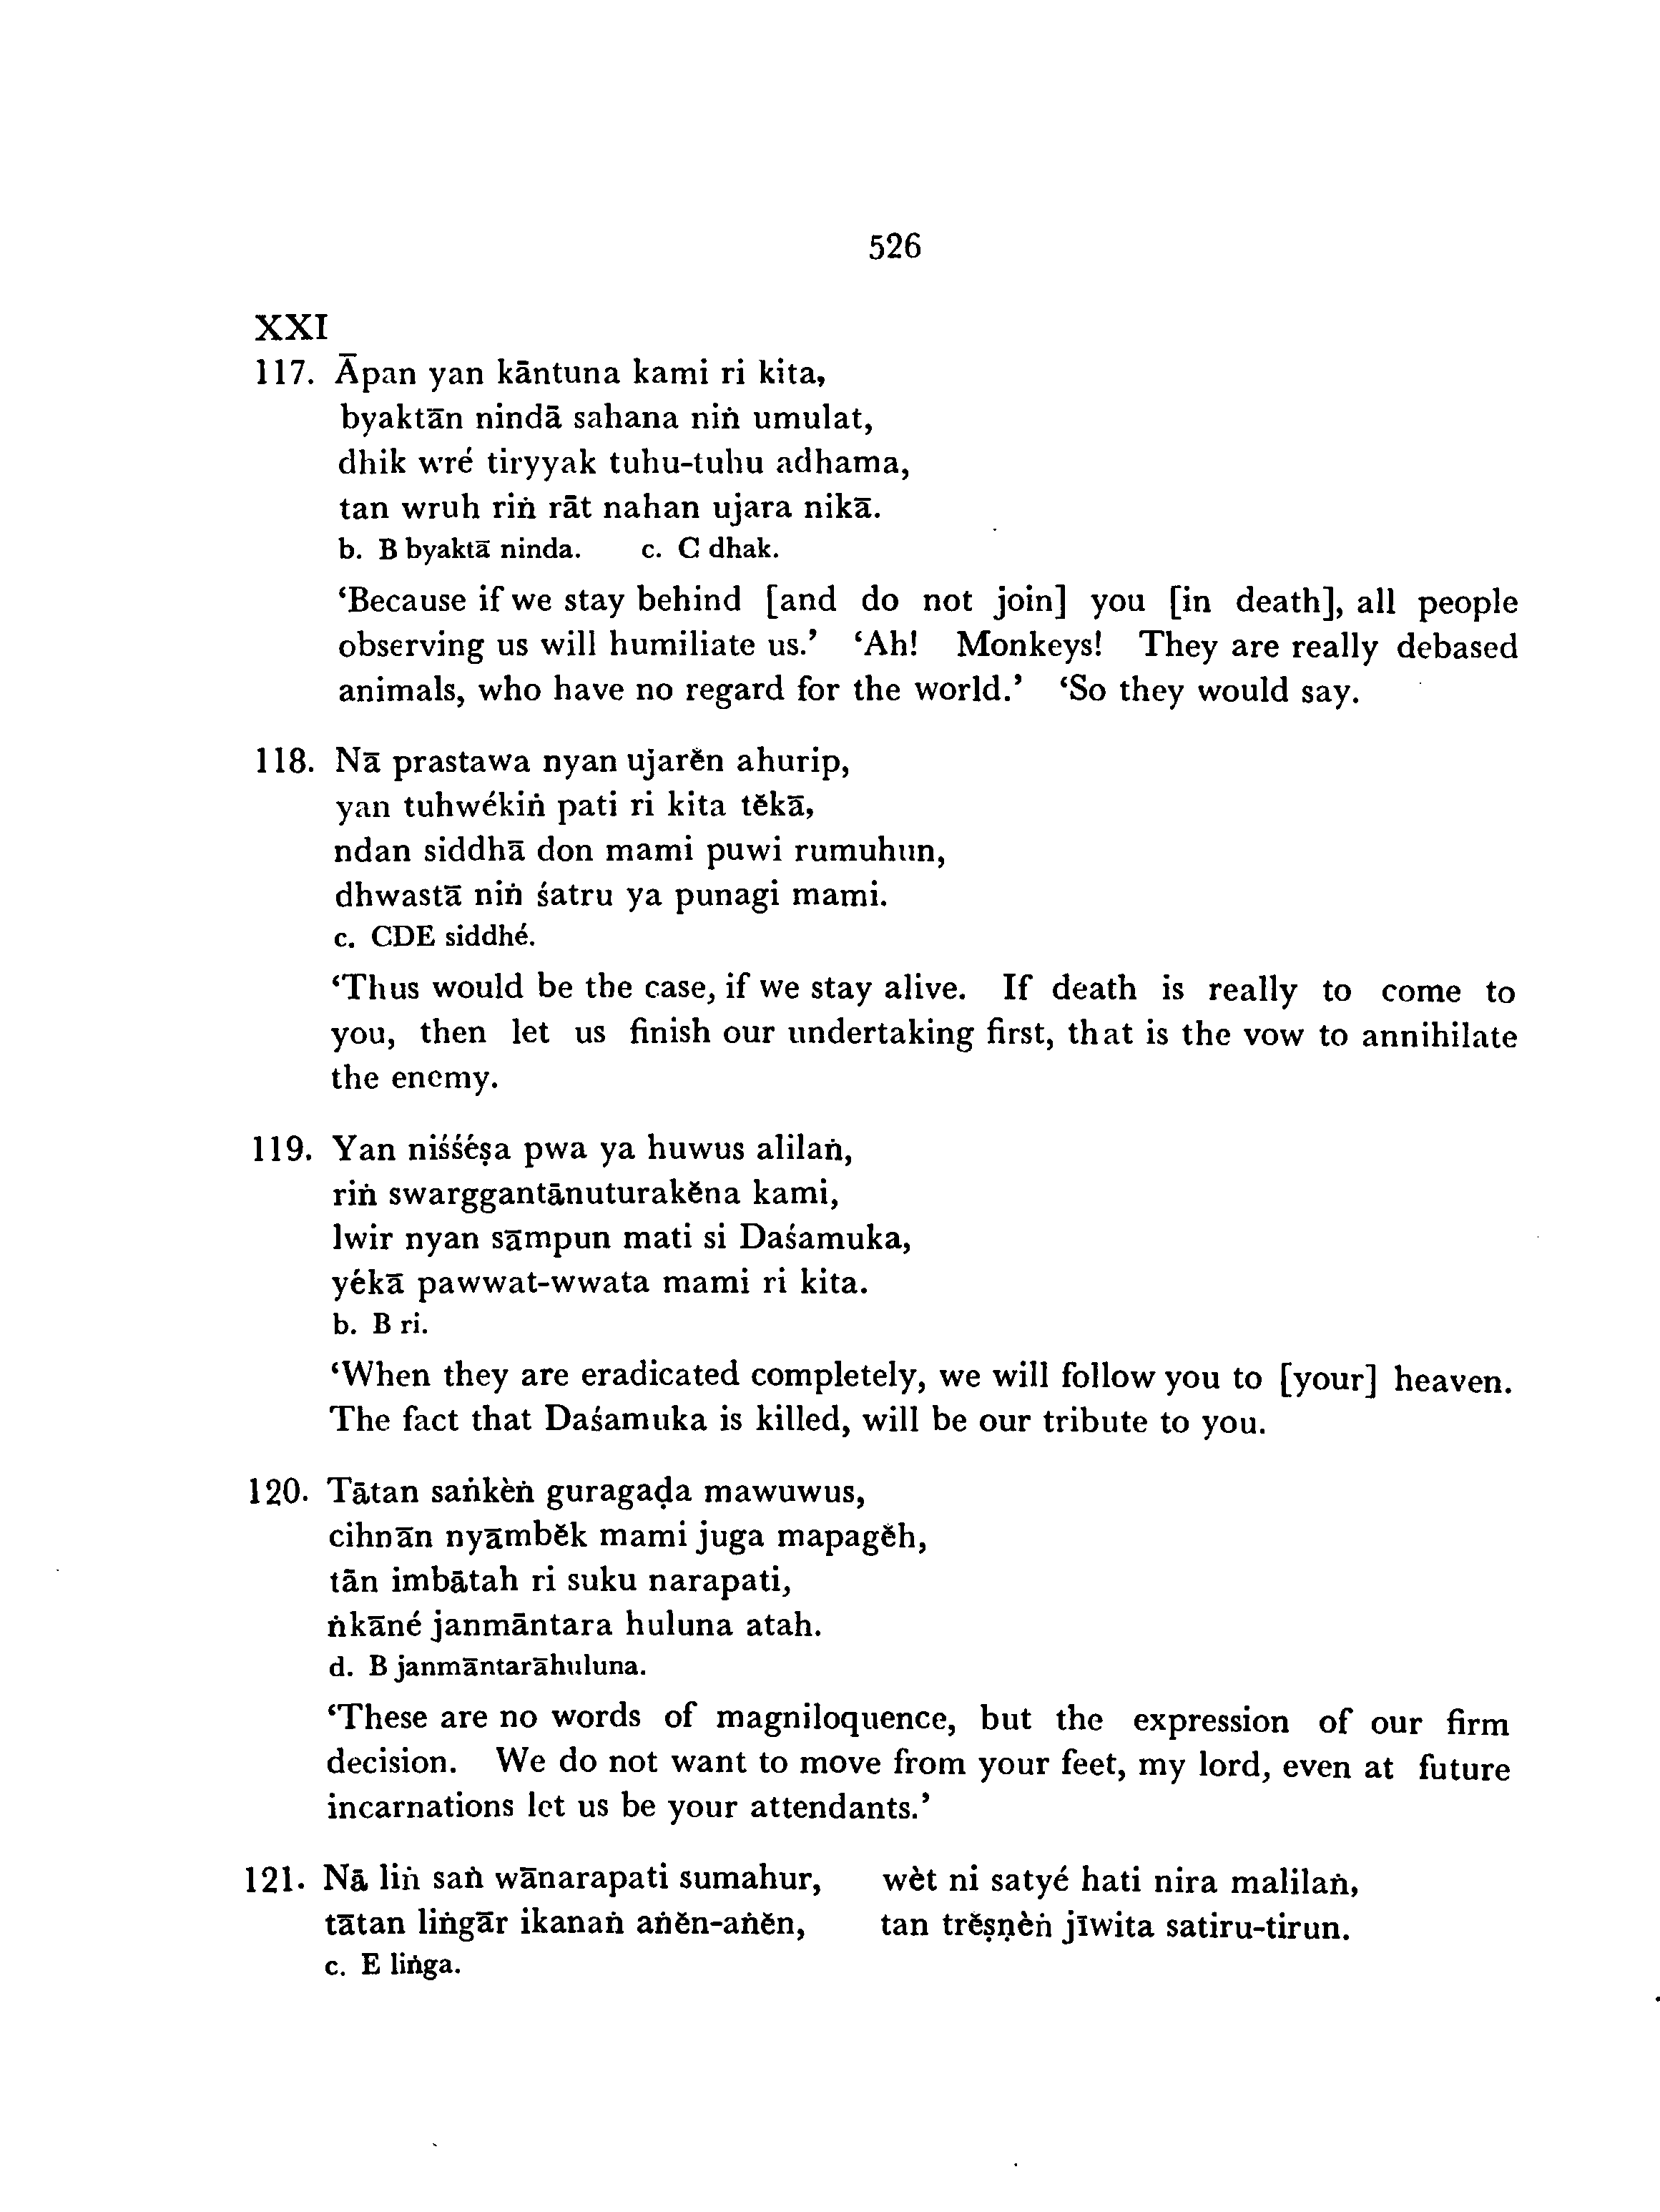 526
XXI
117. Āpan yan kāntuna kami ri kita,
byaktān nindā sahana niṅ umulat,
dhik wré tiryyak tuhu-tuhu adhama,
tan wruh riṅ rāt nahan ujara nikā.
b. B byaktā ninda. c. C dhak.
‘Because if we stay behind [and do not join] you [in death], all people
observing us will humiliate us.’ ‘Ah! Monkeys! They are really debased
animals, who have no regard for the world.’ ‘So they would say.
118. Nā prastawa nyan ujarĕn ahurip,
yan tuhwékiṅ pati ri kita tĕkā,
ndan siddhā don mami puwi rumuhun,
dhwastā niṅ śatru ya punagi mami.
c. CDE siddhé.
‘Thus would be the case, if we stay alive. If death is really to come to
you, then let us finish our undertaking first, that is the vow to annihilate
the enemy.
119. Yan niśśéṣa pwa ya huwus alilaṅ,
riṅ swarggantānuturakĕna kami,
lwir nyan sāmpun mati si Daśamuka,
yékā pawwat-wwata mami ri kita.
b. B ri.
‘When they are eradicated completely, we will follow you to [your] heaven.
The fact that Daśamuka is killed, will be our tribute to you.
120. Tātan saṅkèṅ guragaḍa mawuwus,
cihnān nyāmbĕk mami juga mapagĕh,
tān imbātah ri suku narapati,
ṅkāné janmāntara huluna atah.
d. B janmāntarāhuluna.
‘These are no words of magniloquence, but the expression of our firm
decision. We do not want to move from your feet, my lord, even at future
incarnations let us be your attendants.’
121. Nā liṅ saṅ wānarapati sumahur, wèt ni satyé hati nira malilaṅ,
tātan liṅgār ikanaṅ aṅĕn-aṅĕn, tan trĕṣṇèṅ jīwita satiru-tirun.
c. E liṅga.